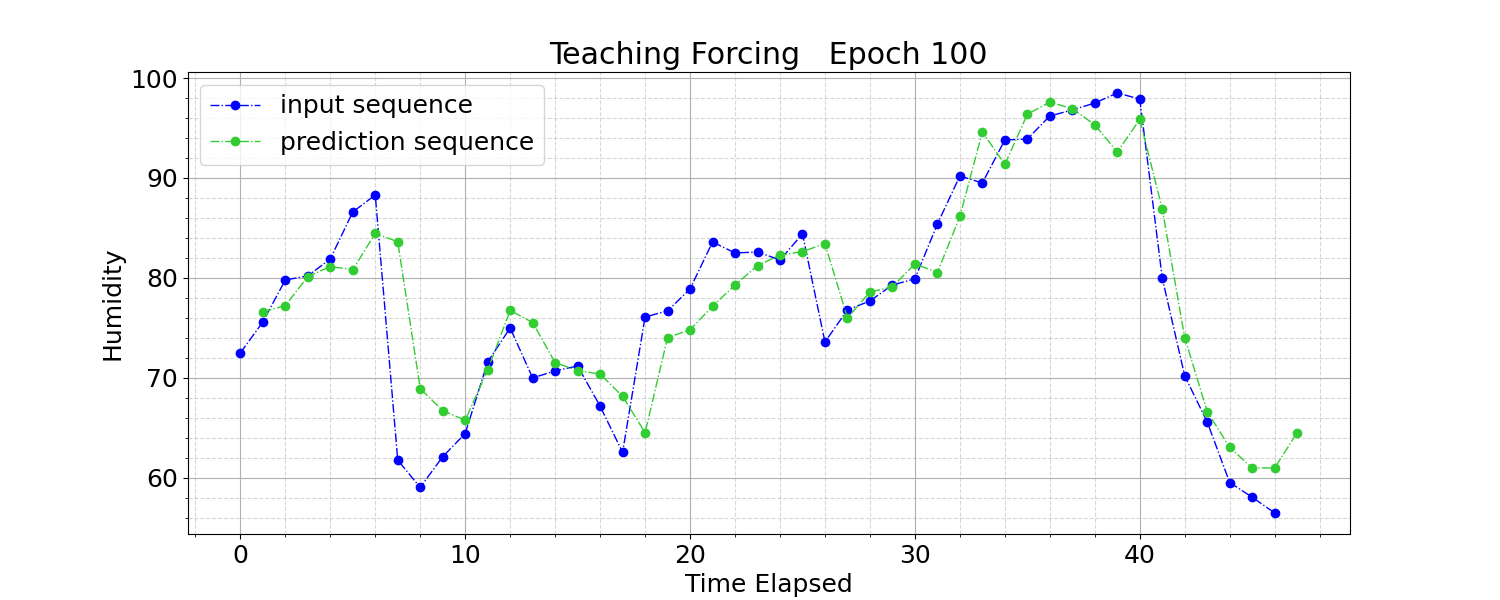 Teaching Forcing   Epoch 100
input sequence
prediction sequence
Humidity
100
90
80
70
60
0 10 20 30 40
Time Elapsed